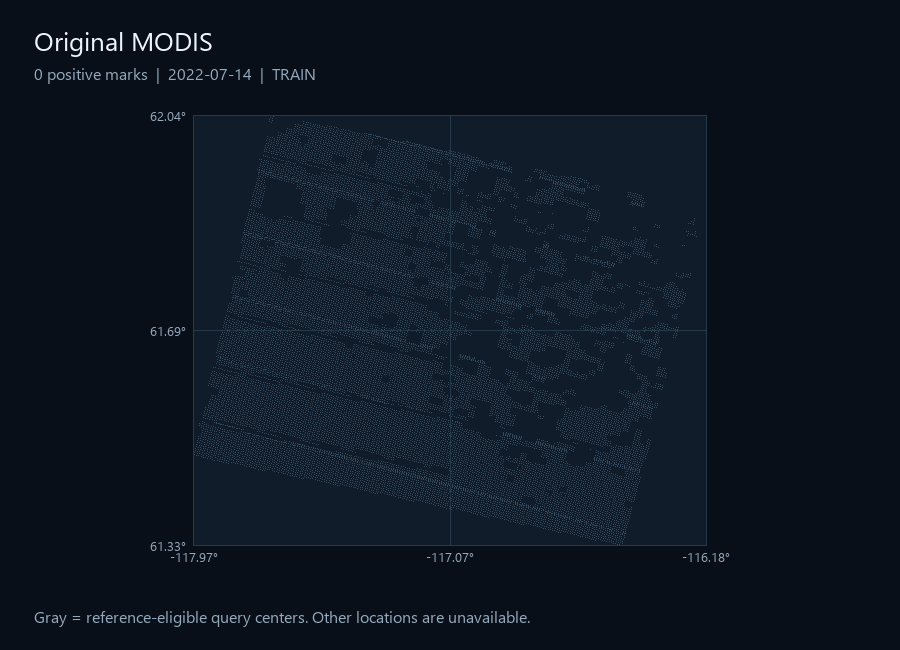 Original MODIS
0 positive marks | 2022-07-14 | TRAIN
62.04°
61.69°
61.33°
-117.97°
-117.07°
-116.18°
Gray = reference-eligible query centers. Other locations are unavailable.